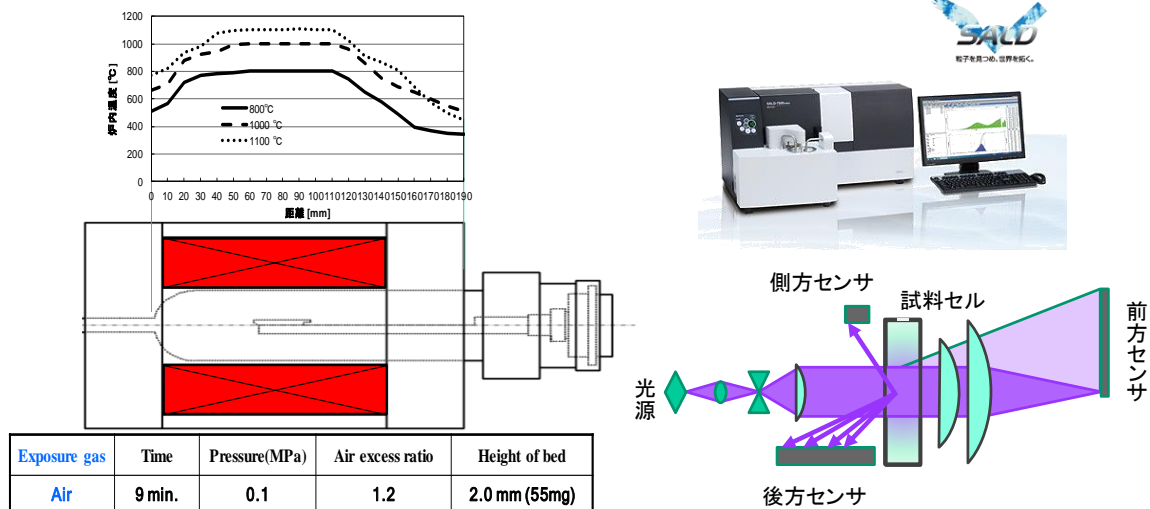 1200
1000
800
600
400
200
0
炉内温度 [℃]
800℃
1000 ℃
1100 ℃
0 10 20 30 40 50 60 70 80 90 100 110 120 130 140 150 160 170 180 190
距離 [mm]
Exposure gas Time Pressure(MPa) Air excess ratio Height of bed
Air 9 min. 0.1 1.2 2.0 mm (55mg)
SALD
粒子を見つめ、世界を拓く。
側方センサ
試料セル
前方センサ
光源
後方センサ